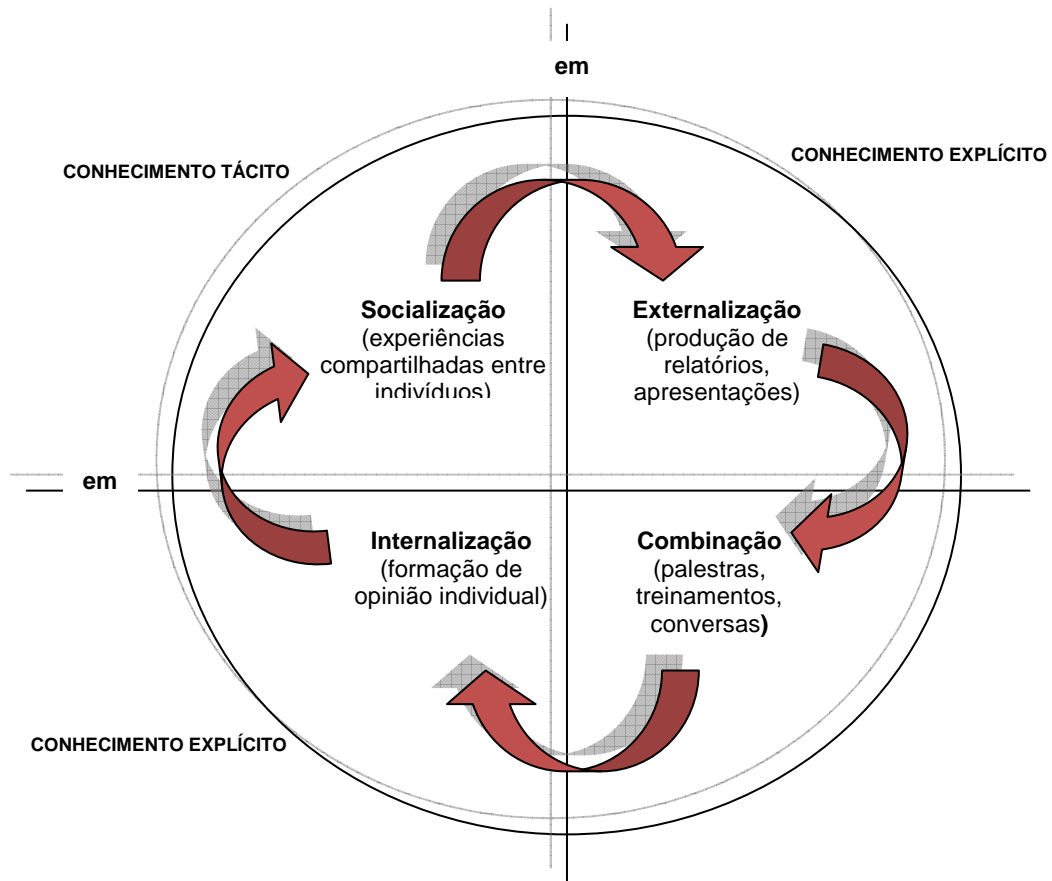 em
CONHECIMENTO TÁCITO
CONHECIMENTO EXPLÍCITO
Socialização
(experiências
compartilhadas entre
indivíduos)
Externalização
(produção de
relatórios,
apresentações)
em
Internalização
(formação de
opinião individual)
Combinação
(palestras,
treinamentos,
conversas)
CONHECIMENTO EXPLÍCITO